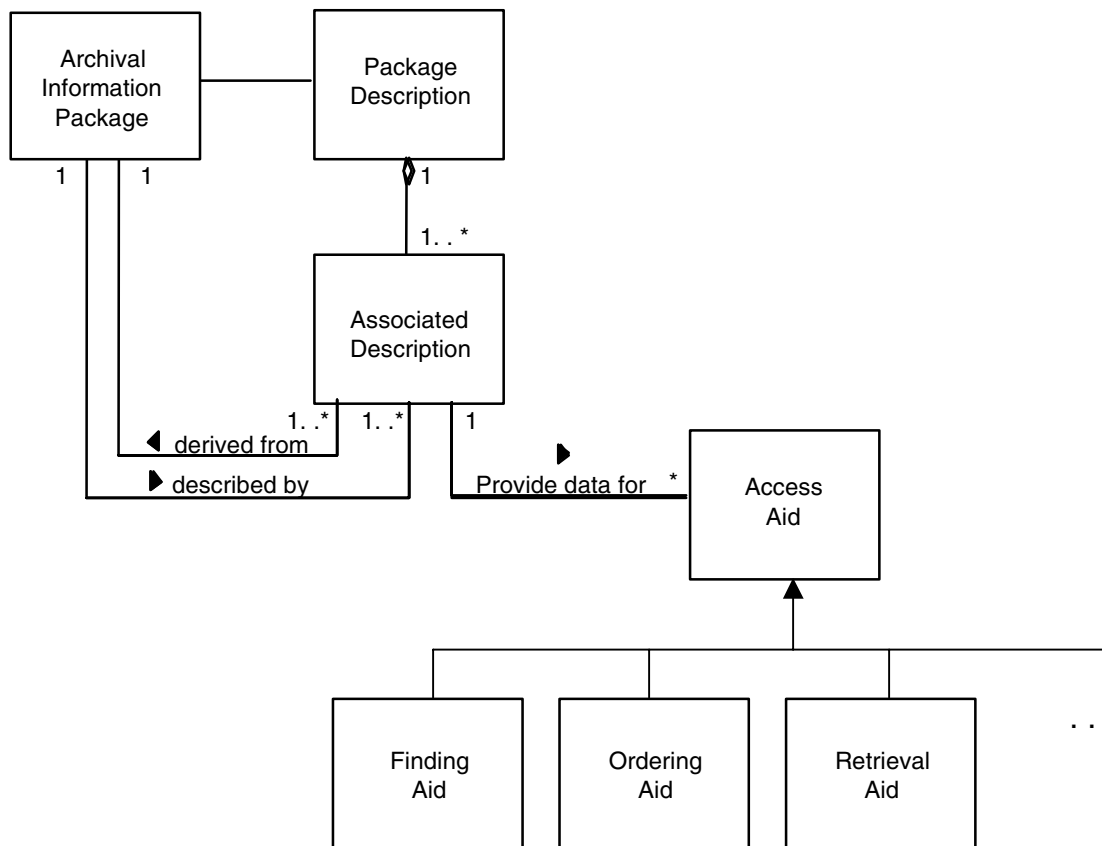 Archival
Information
Package
Package
Description
1
1
1
1. . *
Associated
Description
1. .*
1. .*
1
derived from
described by
Provide data for
*
Access
Aid
Finding
Aid
Ordering
Aid
Retrieval
Aid
. .